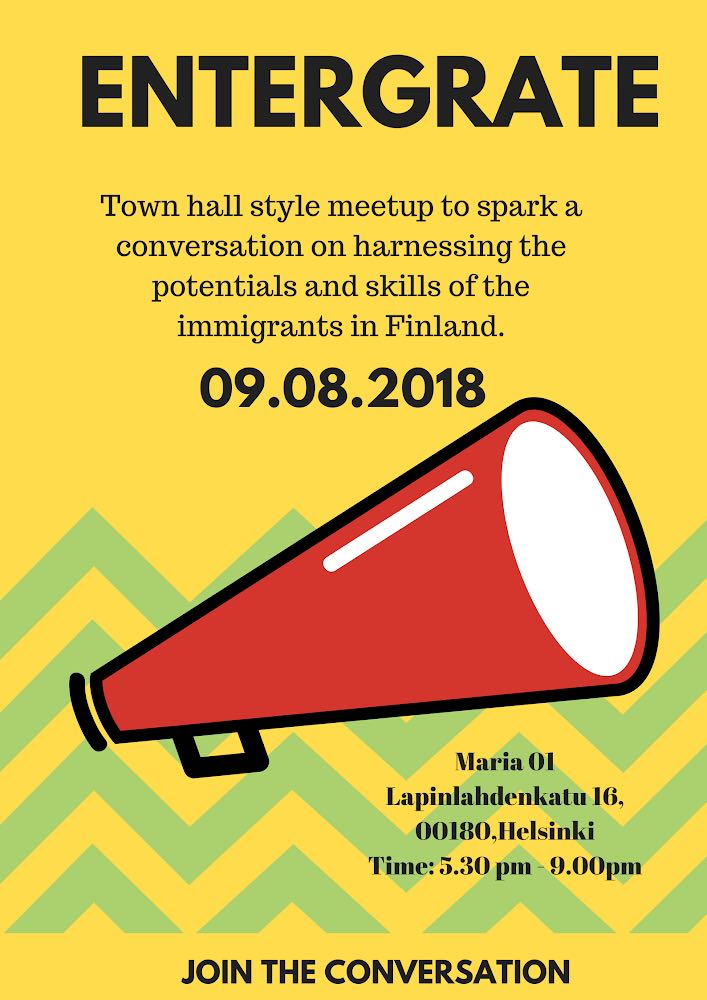 ENTERGRATE
Town hall style meetup to spark a
conversation on harnessing the
potentials and skills of the
immigrants in Finland.
09.08.2018
Maria 01
Lapinlahdenkatu 16,
00180,Helsinki
Time: 5.30 pm - 9.00pm
JOIN THE CONVERSATION